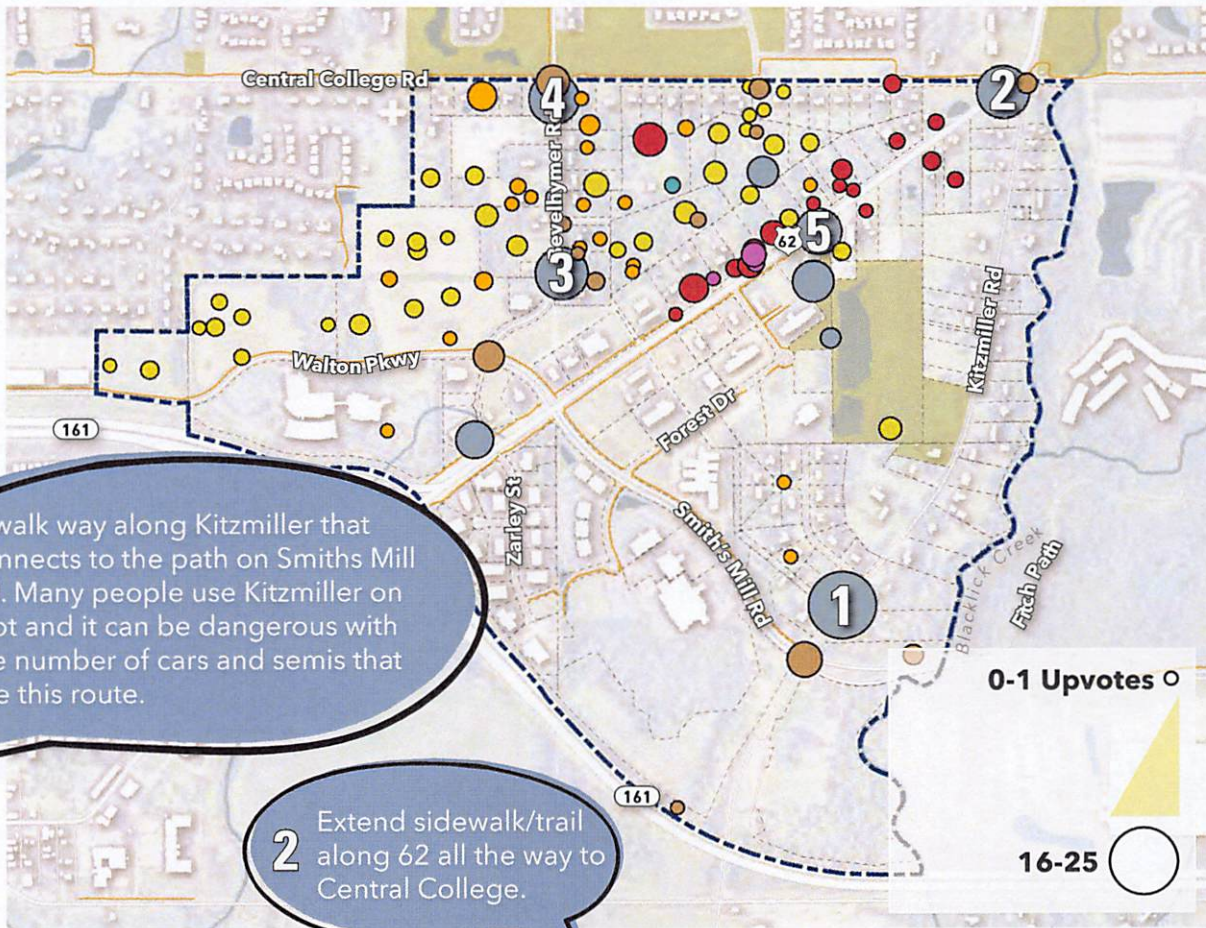 Central College Rd
4
2
evelhymer R
5
62
3
Kitzmiller Rd
Walton Pkwy
161
Forest Dr
Zarley St
Smith's Mill Rd
1
Blacklick Creek
Fitch Path
walk way along Kitzmiller that
nnects to the path on Smiths Mill
. Many people use Kitzmiller on
ot and it can be dangerous with
e number of cars and semis that
e this route.
0-1 Upvotes
16-25
161
2
Extend sidewalk/trail
along 62 all the way to
Central College.